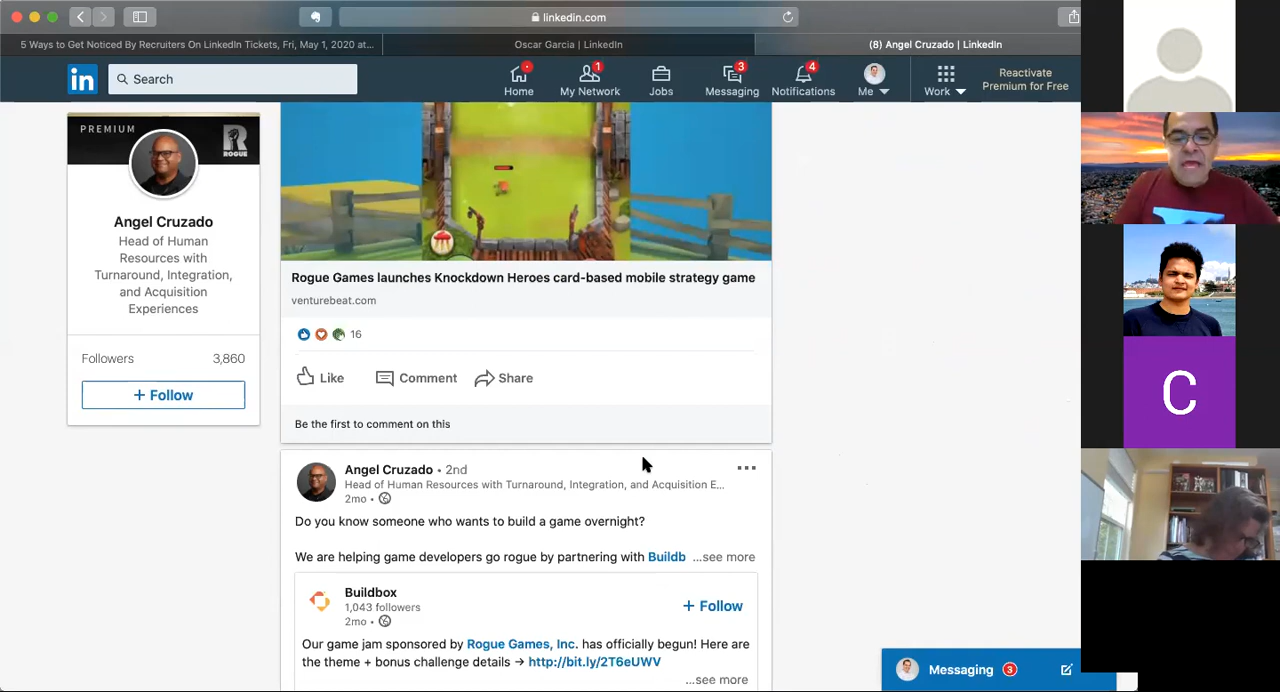 linkedin.com
5 Ways to Get Noticed By Recruiters On LinkedIn Tickets, Fri, May 1, 2020 at...
Oscar Garcia | LinkedIn
(8) Angel Cruzado | LinkedIn
in
Search
1
3
4
Home
My Network
Jobs
Messaging
Notifications
Me
Work
Reactivate
Premium for Free
PREMIUM
R
ROGUE
Angel Cruzado
Head of Human
Resources with
Turnaround, Integration,
and Acquisition
Experiences
Followers 3,860
+ Follow
Rogue Games launches Knockdown Heroes card-based mobile strategy game
venturebeat.com
16
Like
Comment
Share
Be the first to comment on this
Angel Cruzado • 2nd
Head of Human Resources with Turnaround, Integration, and Acquisition E...
2mo •
Do you know someone who wants to build a game overnight?
We are helping game developers go rogue by partnering with Buildb ...see more
Buildbox
1,043 followers
2mo •
+ Follow
Our game jam sponsored by Rogue Games, Inc. has officially begun! Here are
the theme + bonus challenge details → http://bit.ly/2T6eUWV
...see more
Messaging 3
C